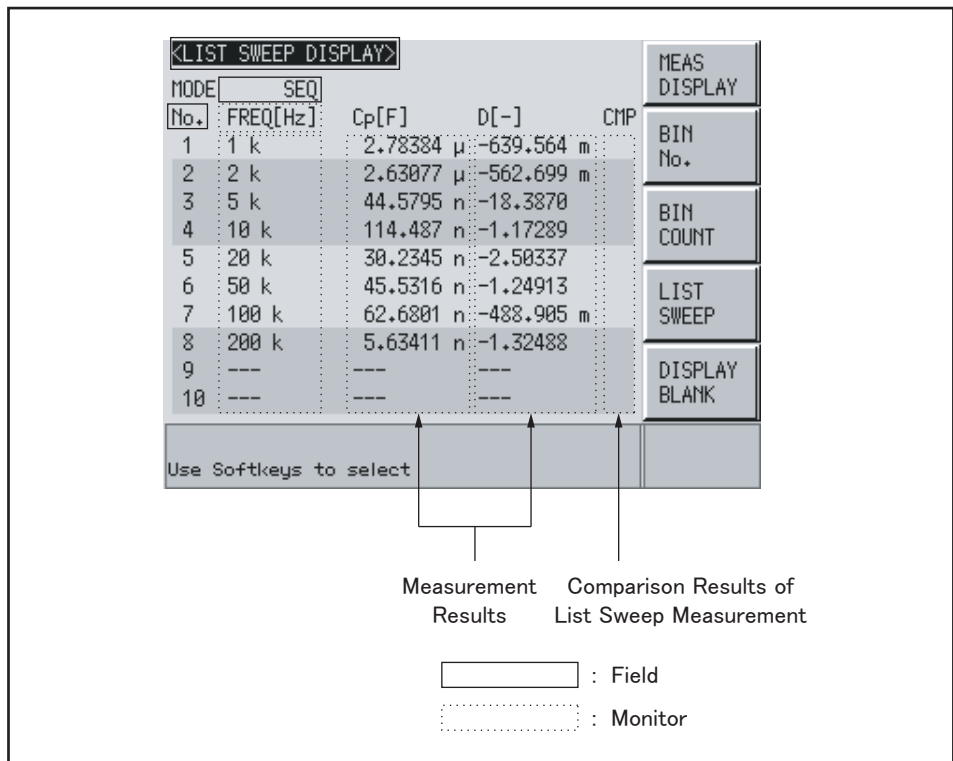 <LIST SWEEP DISPLAY>
MODE SEQ
No. FREQ[Hz] Cp[F] D[-] CMP
1 1 k 2.78384 µ -639.564 m
2 2 k 2.63077 µ -562.699 m
3 5 k 44.5795 n -18.3870
4 10 k 114.487 n -1.17289
5 20 k 30.2345 n -2.50337
6 50 k 45.5316 n -1.24913
7 100 k 62.6801 n -488.905 m
8 200 k 5.63411 n -1.32488
9 --- --- ---
10 --- --- ---
Use Softkeys to select
MEAS
DISPLAY
BIN
No.
BIN
COUNT
LIST
SWEEP
DISPLAY
BLANK
Measurement
Results
Comparison Results of
List Sweep Measurement
: Field
: Monitor